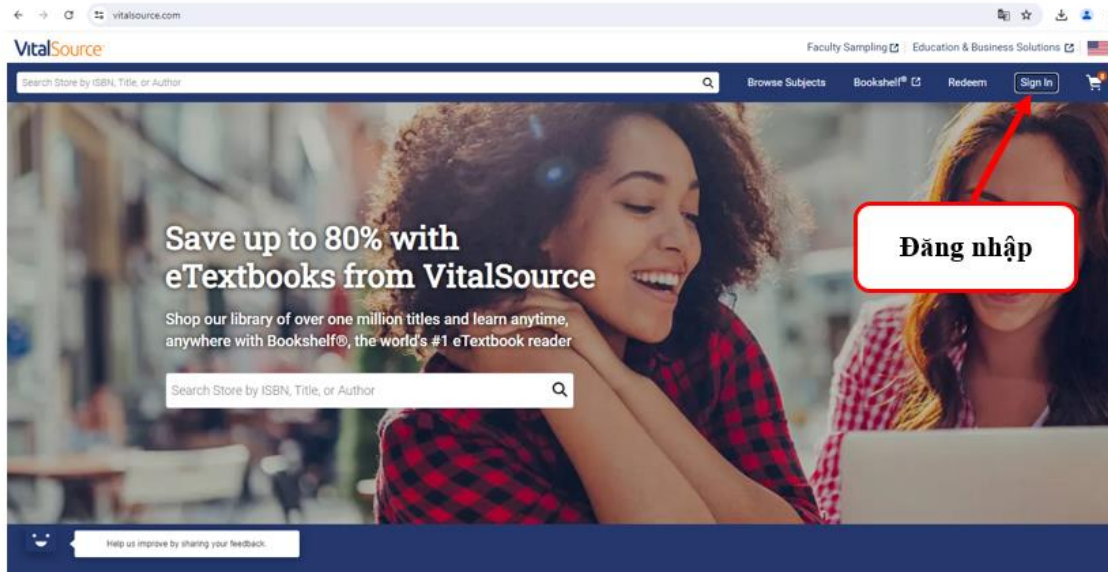 vitalsource.com
VitalSource
Faculty Sampling
Education & Business Solutions
Search Store by ISBN, Title, or Author
Browse Subjects
Bookshelf®
Redeem
Sign In
Đăng nhập
Save up to 80% with
eTextbooks from VitalSource
Shop our library of over one million titles and learn anytime,
anywhere with Bookshelf®, the world's #1 eTextbook reader
Search Store by ISBN, Title, or Author
Help us improve by sharing your feedback.